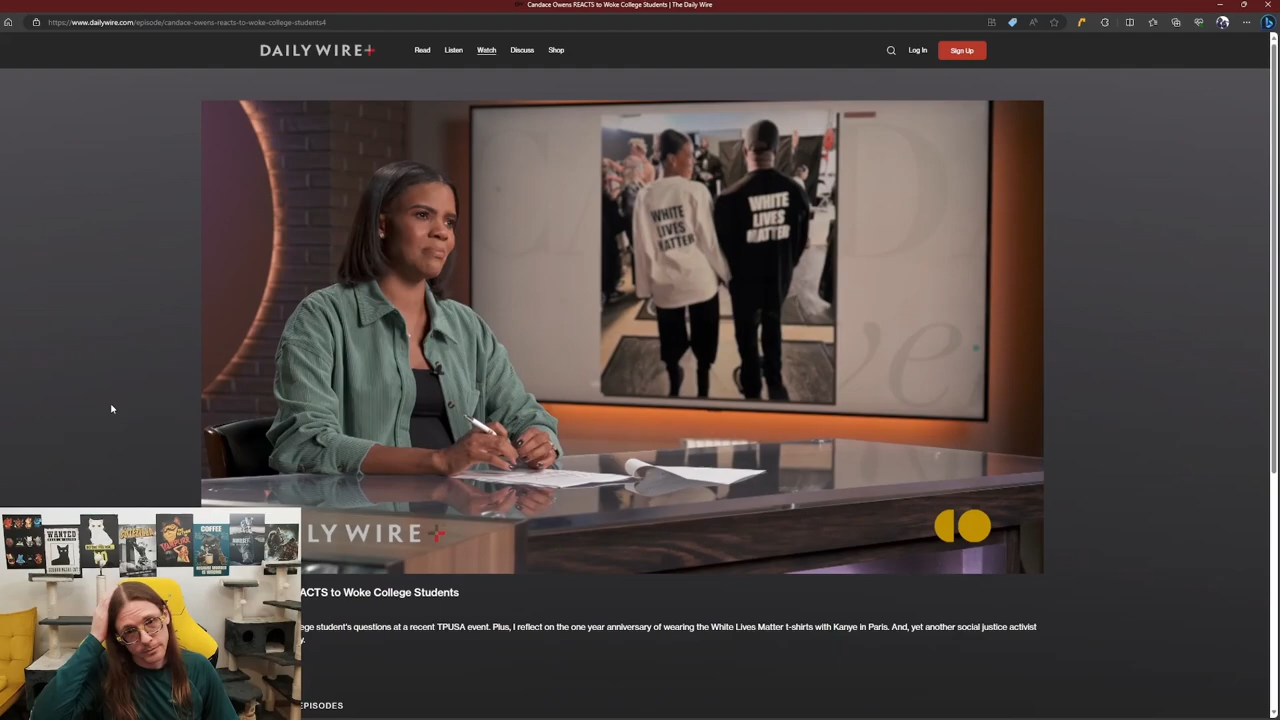 Candace Owens REACTS to Woke College Students | The Daily Wire
https://www.dailywire.com/episode/candace-owens-reacts-to-woke-college-students4
DAILYWIRE+ Read Listen Watch Discuss Shop Log In Sign Up
WHITE
LIVES
MATTER
WHITE
LIVES
MATTER
LYWIRE+
WANTED
COFFEE
ACTS to Woke College Students
ege student's questions at a recent TPUSA event. Plus, I reflect on the one year anniversary of wearing the White Lives Matter t-shirts with Kanye in Paris. And, yet another social justice activist
y.
EPISODES